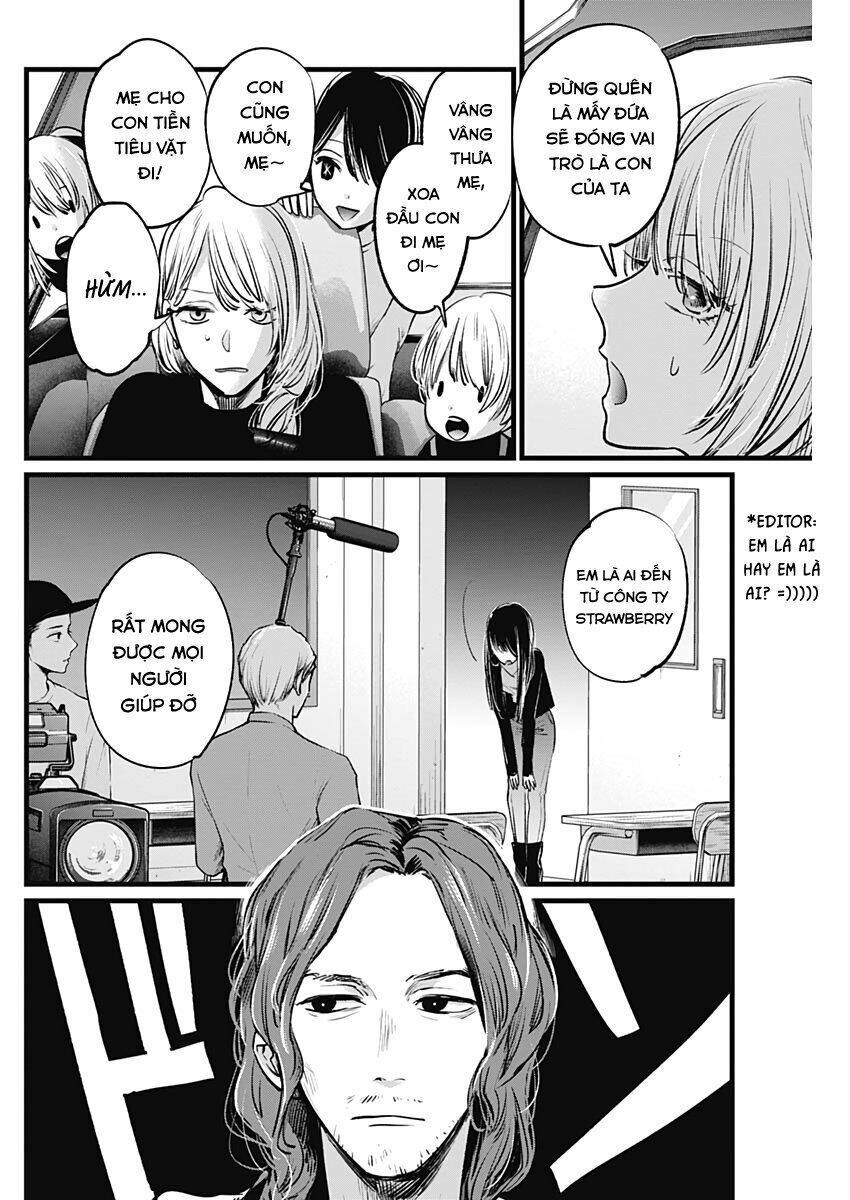 ĐỪNG QUÊN
LÀ MẤY ĐỨA
SẼ ĐÓNG VAI
TRÒ LÀ CON
CỦA TA
VÂNG
VÂNG
THƯA
MẸ,
XOA
ĐẦU CON
ĐI MẸ
ƠI~
CON
CŨNG
MUỐN,
MẸ~
MẸ CHO
CON TIỀN
TIÊU VẶT
ĐI!
HỪM...
EM LÀ AI ĐẾN
TỪ CÔNG TY
STRAWBERRY
*EDITOR:
EM LÀ AI
HAY EM LÀ
AI? =)))))
RẤT MONG
ĐƯỢC MỌI
NGƯỜI
GIÚP ĐỠ
ドン